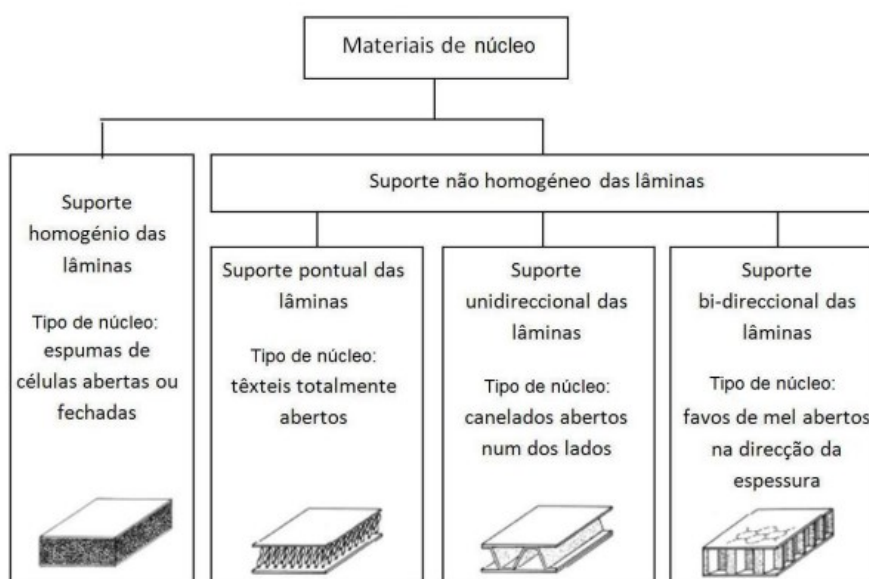 Materiais de núcleo
Suporte
homogénio das
lâminas
Tipo de núcleo:
espumas de
células abertas ou
fechadas
Suporte não homogéneo das lâminas
Suporte pontual das
lâminas
Tipo de núcleo:
têxteis totalmente
abertos
Suporte
unidireccional das
lâminas
Tipo de núcleo:
canelados abertos
num dos lados
Suporte
bi-direccional das
lâminas
Tipo de núcleo:
favos de mel abertos
na direcção da
espessura